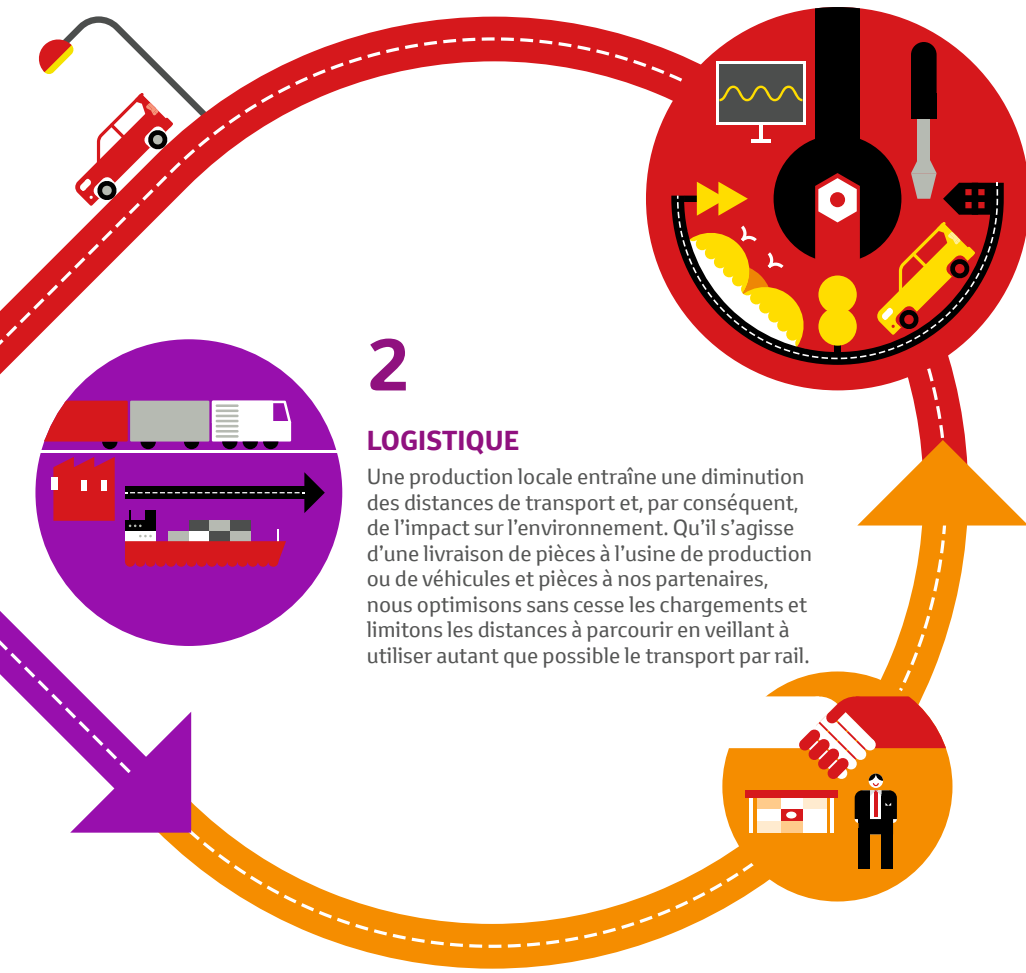 2
LOGISTIQUE
Une production locale entraîne une diminution
des distances de transport et, par conséquent,
de l’impact sur l’environnement. Qu’il s’agisse
d’une livraison de pièces à l’usine de production
ou de véhicules et pièces à nos partenaires,
nous optimisons sans cesse les chargements et
limitons les distances à parcourir en veillant à
utiliser autant que possible le transport par rail.